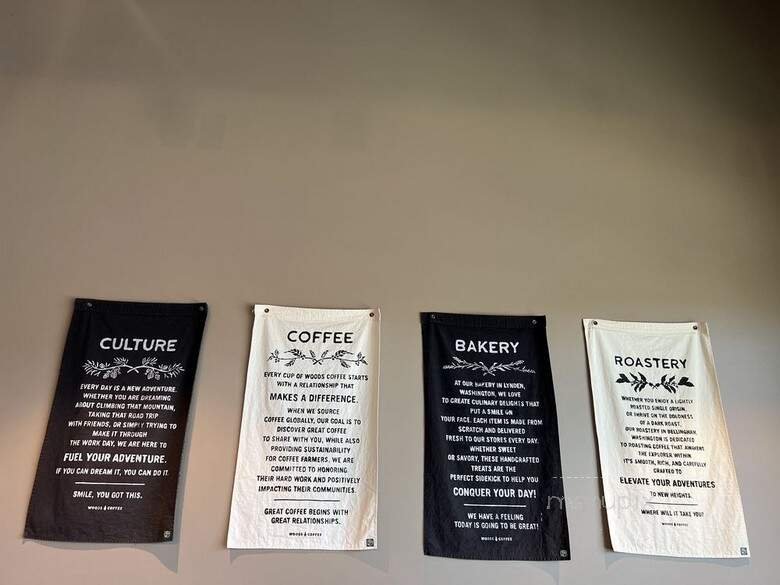 CULTURE
EVERY DAY IS A NEW ADVENTURE.
WHETHER YOU ARE DREAMING
ABOUT CLIMBING THAT MOUNTAIN,
TAKING THAT ROAD TRIP
WITH FRIENDS, OR SIMPLY TRYING TO
MAKE IT THROUGH
THE WORK DAY, WE ARE HERE TO
FUEL YOUR ADVENTURE.
IF YOU CAN DREAM IT, YOU CAN DO IT.
SMILE, YOU GOT THIS.
WOODS COFFEE
COFFEE
EVERY CUP OF WOODS COFFEE STARTS
WITH A RELATIONSHIP THAT
MAKES A DIFFERENCE.
WHEN WE SOURCE
COFFEE GLOBALLY, OUR GOAL IS TO
DISCOVER GREAT COFFEE
TO SHARE WITH YOU, WHILE ALSO
PROVIDING SUSTAINABILITY
FOR COFFEE FARMERS. WE ARE
COMMITTED TO HONORING
THEIR HARD WORK AND POSITIVELY
IMPACTING THEIR COMMUNITIES.
GREAT COFFEE BEGINS WITH
GREAT RELATIONSHIPS.
WOODS COFFEE
BAKERY
AT OUR BAKERY IN LYNDEN,
WASHINGTON, WE LOVE
TO CREATE CULINARY DELIGHTS THAT
PUT A SMILE ON
YOUR FACE. EACH ITEM IS MADE FROM
SCRATCH AND DELIVERED
FRESH TO OUR STORES EVERY DAY.
WHETHER SWEET
OR SAVORY, THESE HANDCRAFTED
TREATS ARE THE
PERFECT SIDEKICK TO HELP YOU
CONQUER YOUR DAY!
WE HAVE A FEELING
TODAY IS GOING TO BE GREAT!
WOODS COFFEE
ROASTERY
WHETHER YOU ENJOY A LIGHTLY
ROASTED SINGLE ORIGIN
OR THRIVE ON THE BOLDNESS
OF A DARK ROAST,
OUR ROASTERY IN BELLINGHAM,
WASHINGTON IS DEDICATED
TO ROASTING COFFEE THAT AWAKENS
THE EXPLORER WITHIN.
IT'S SMOOTH, RICH, AND CAREFULLY
CRAFTED TO
ELEVATE YOUR ADVENTURES
TO NEW HEIGHTS.
WHERE WILL IT TAKE YOU?
WOODS COFFEE